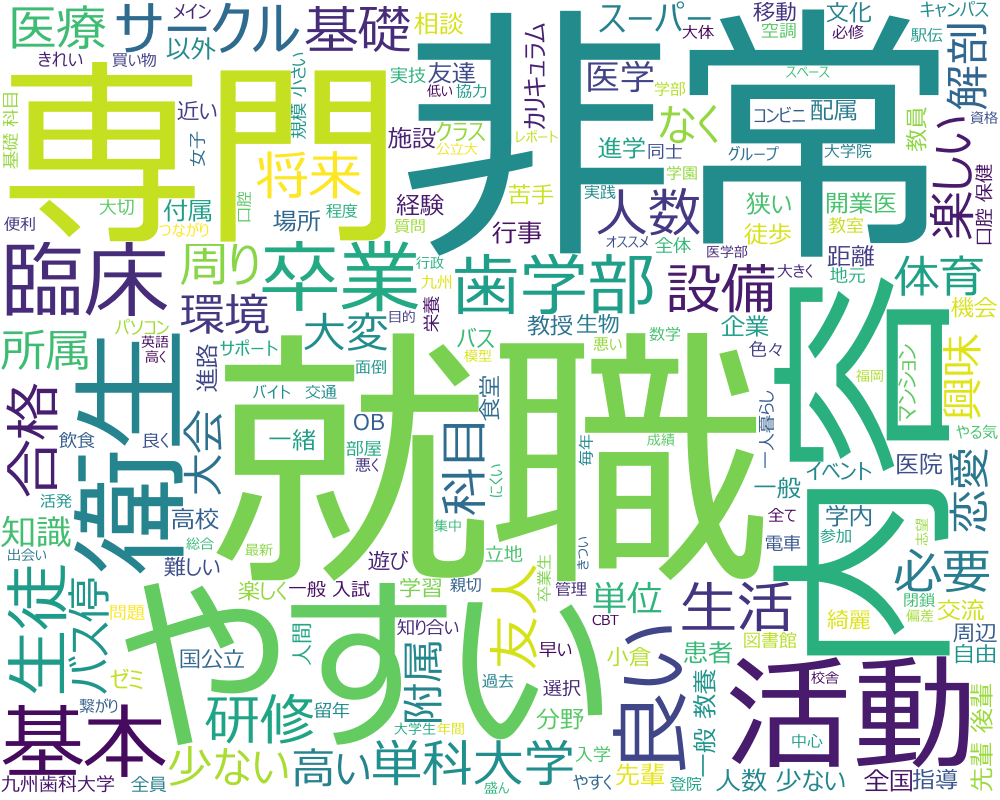 医療
サークル
基礎
相談
スーパー
移動
文化
キャンパス
メイン
きれい
買い物
以外
実技
友達
低い
協力
大体
空調
必修
駅伝
解剖
専門
非常
近い
規模 小さい
カリキュラム
医学
スペース
学部
なく
コンビニ
配属
資格
教員
基礎 科目
女子
施設
クラス
公立大
レポート
進学
同士
グループ
大学院
楽しい
将来
苦手
学園
実践
人数
狭い
開業医
口腔 保健
便利
大切
付属
つながり
口腔
場所
程度
経験
質問
行事
オススメ
全体
徒歩
教室
臨床
周り
卒業
行政
九州
歯学部
医学部
設備
大きく
距離
地元
体育
環境
大変
目的
栄養
教授
生物
企業
色々
機会
所属
パソコン
英語
高く
進路
サポート
バス
模型
悪い
数学
面倒
衛生
就職
内容
福岡
マンション
興味
バイト
交通
食堂
合格
飲食
良く
大会
一緒
OB
部屋
悪く
科目
にくい
毎年
成績
一人暮らし
やる気
イベント
医院
恋愛
知識
活発
高校
総合
最新
集中
一般
全て
学内
志望
参加
電車
出会い
難しい
遊び
立地
きつい
必要
生徒
バス停
楽しく
一般 入試
学習
親切
卒業生
管理
単位
生活
閉鎖
偏差
綺麗
交流
問題
やすい
人間
知り合い
友人
早い
CBT
小倉
患者
図書館
周辺
自由
ゼミ
国公立
附属
過去
選択
良い
校舎
活動
繋がり
研修
留年
分野
一般 教養
基本
少ない
高い
大学生
年間
単科大学
入学
先輩
中心
先輩 後輩
九州歯科大学
全員
盛ん
やすく
登院
人数 少ない
全国
指導